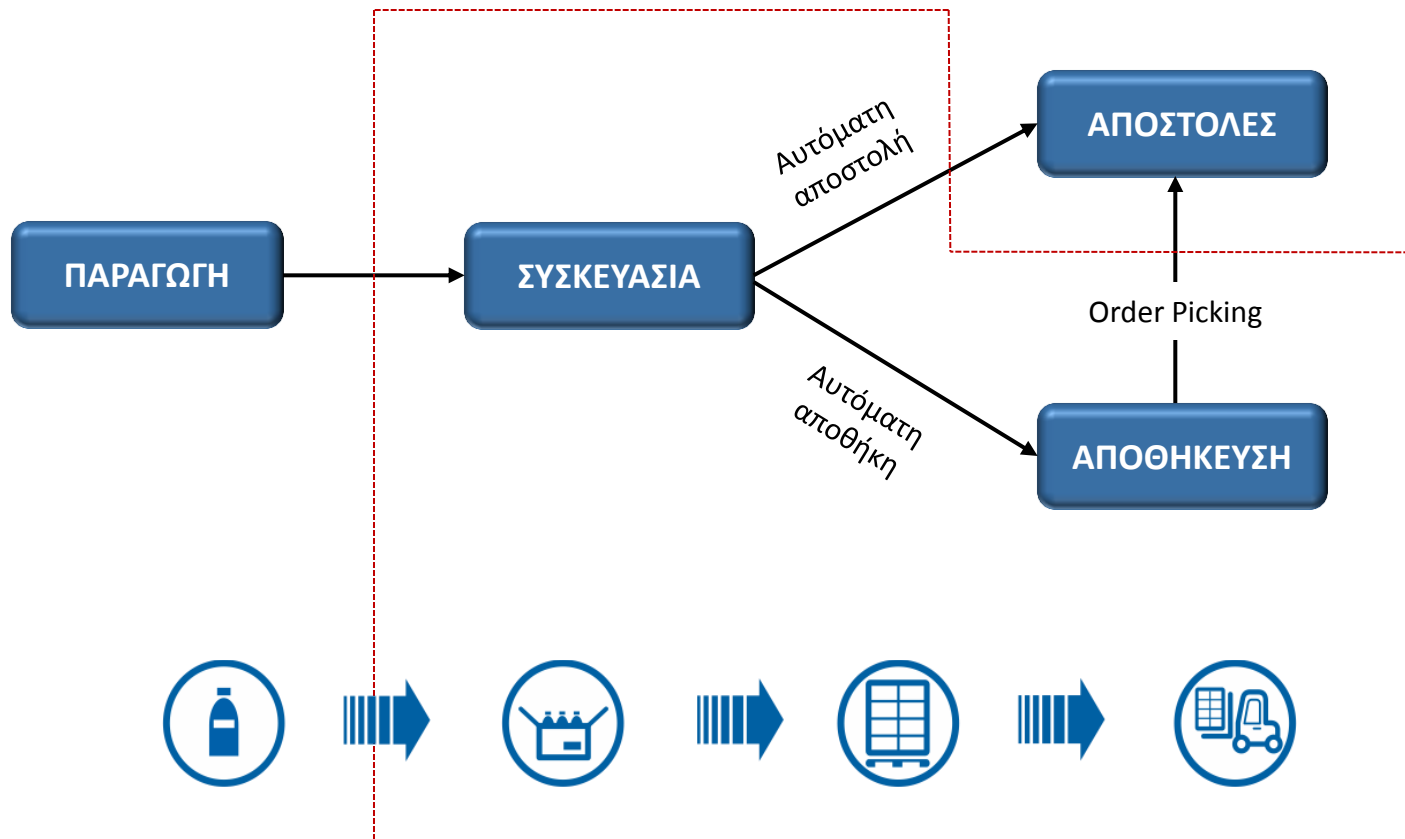 ΑΠΟΣΤΟΛΕΣ
Αυτόματη
αποστολή
ΠΑΡΑΓΩΓΗ
ΣΥΣΚΕΥΑΣΙΑ
Order Picking
Αυτόματη
αποθήκη
ΑΠΟΘΗΚΕΥΣΗ